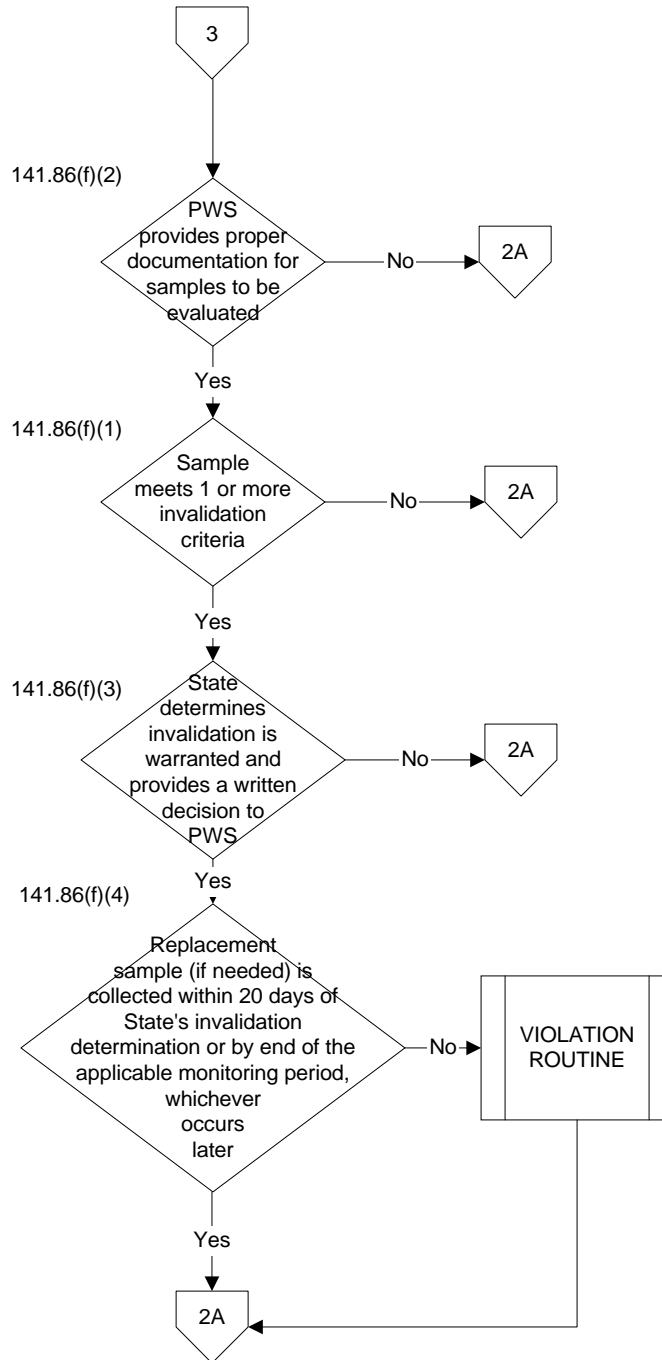 3
141.86(f)(2)
PWS
provides proper
documentation for
samples to be
evaluated
No
2A
Yes
141.86(f)(1)
Sample
meets 1 or more
invalidation
criteria
No
2A
Yes
141.86(f)(3)
State
determines
invalidation is
warranted and
provides a written
decision to
PWS
No
2A
Yes
141.86(f)(4)
Replacement
sample (if needed) is
collected within 20 days of
State's invalidation
determination or by end of the
applicable monitoring period,
whichever
occurs
later
No
VIOLATION
ROUTINE
Yes
2A